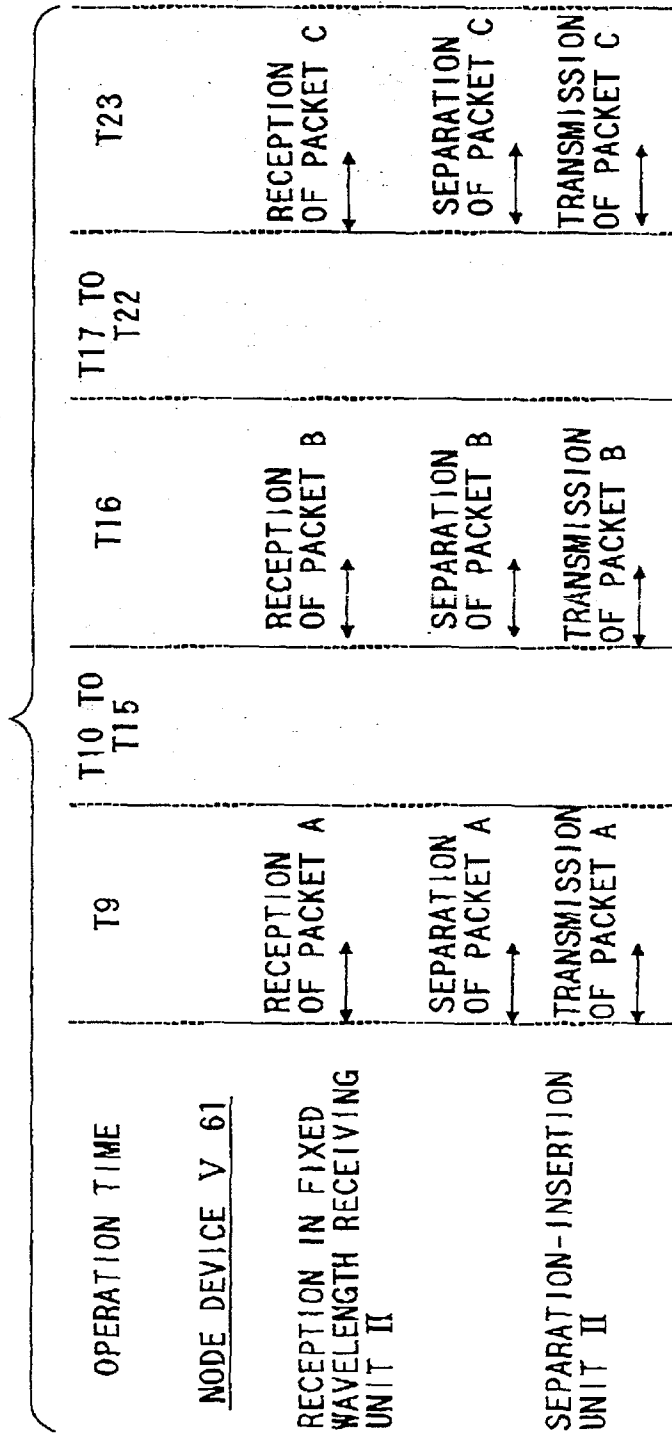 OPERATION TIME
T9
T10 TO
T15
T16
T17 TO
T22
T23
NODE DEVICE V 61
RECEPTION IN FIXED
WAVELENGTH RECEIVING
UNIT II
RECEPTION
OF PACKET A
RECEPTION
OF PACKET B
RECEPTION
OF PACKET C
SEPARATION-INSERTION
UNIT II
SEPARATION
OF PACKET A
SEPARATION
OF PACKET B
SEPARATION
OF PACKET C
TRANSMISSION
OF PACKET A
TRANSMISSION
OF PACKET B
TRANSMISSION
OF PACKET C